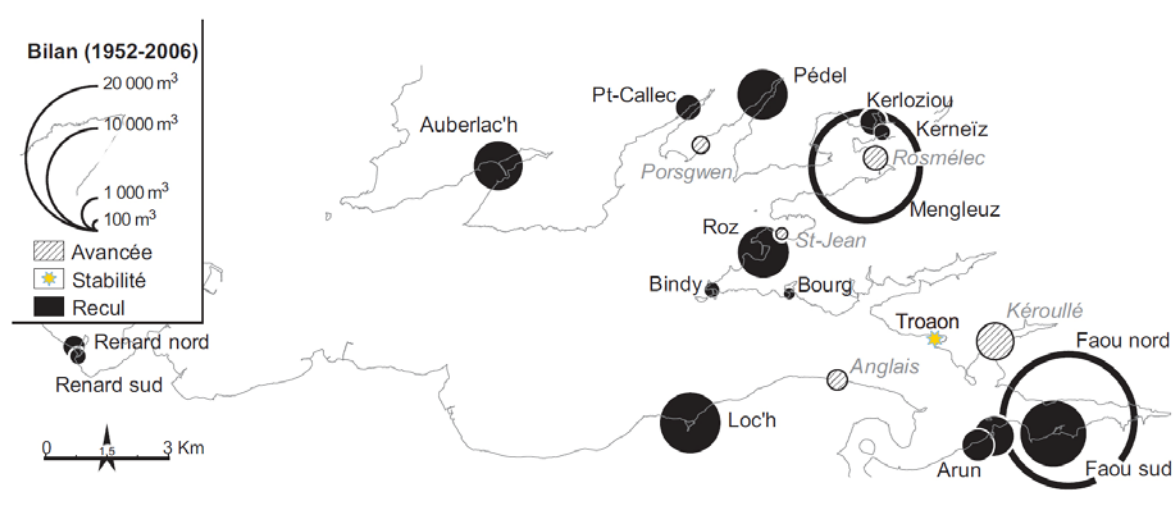 Bilan (1952-2006)
20 000 m³
10 000 m³
1 000 m³
100 m³
Avancée
Stabilité
Recul
Pédel
Pt-Callec
Kerloziou
Auberlac'h
Kerneïz
Porsgwen
Rosmélec
Mengleuz
Roz
St-Jean
Bindy
Bourg
Kéroullé
Troaon
Renard nord
Faou nord
Renard sud
Anglais
Loc'h
0 1,5 3 Km
Arun
Faou sud